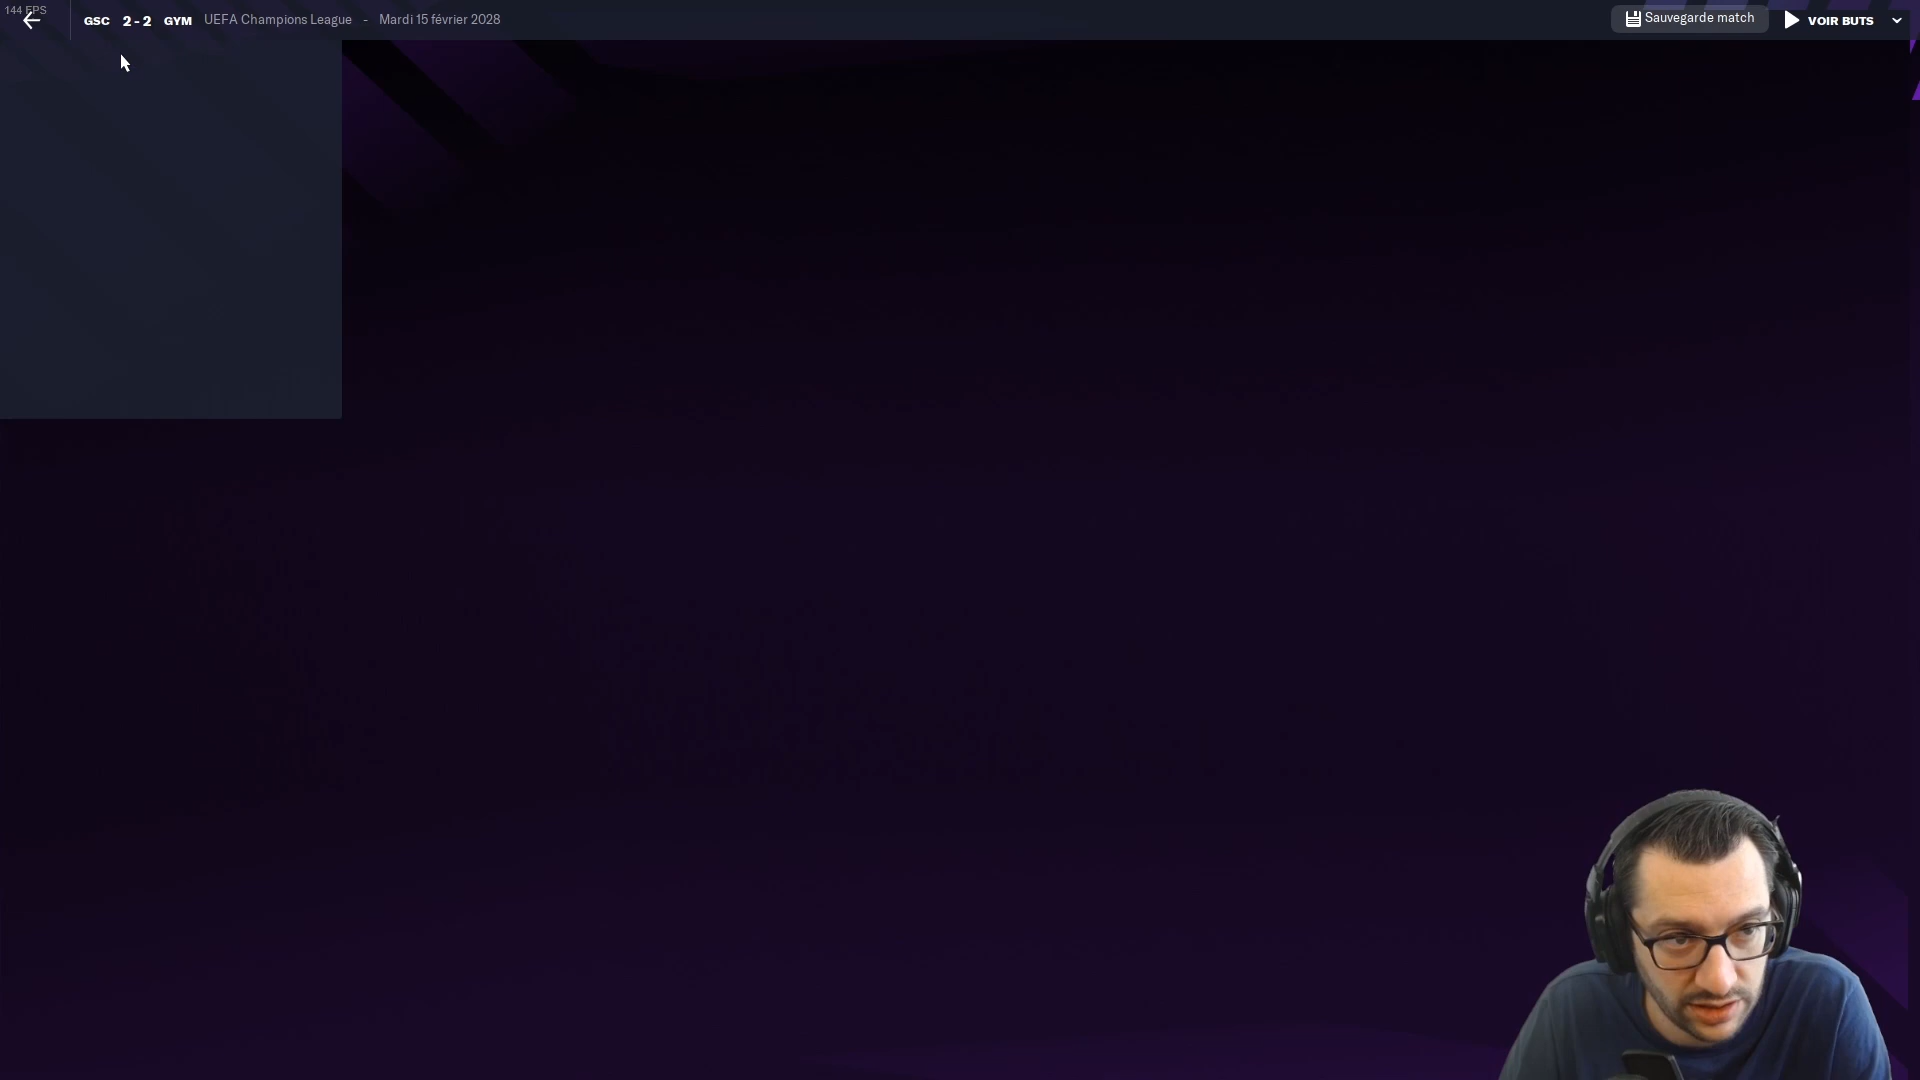 144 FPS
GSC 2 - 2 GYM UEFA Champions League - Mardi 15 février 2028
Sauvegarde match
VOIR BUTS